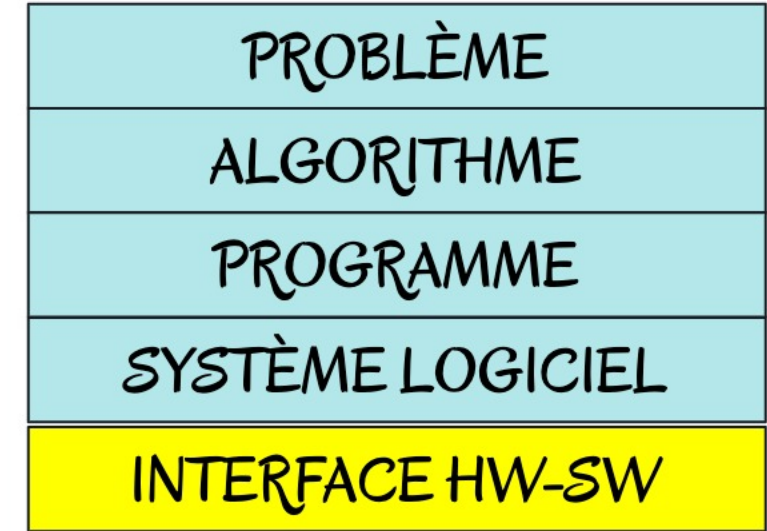 PROBLÈME
ALGORITHME
PROGRAMME
SYSTÈME LOGICIEL
INTERFACE HW-SW